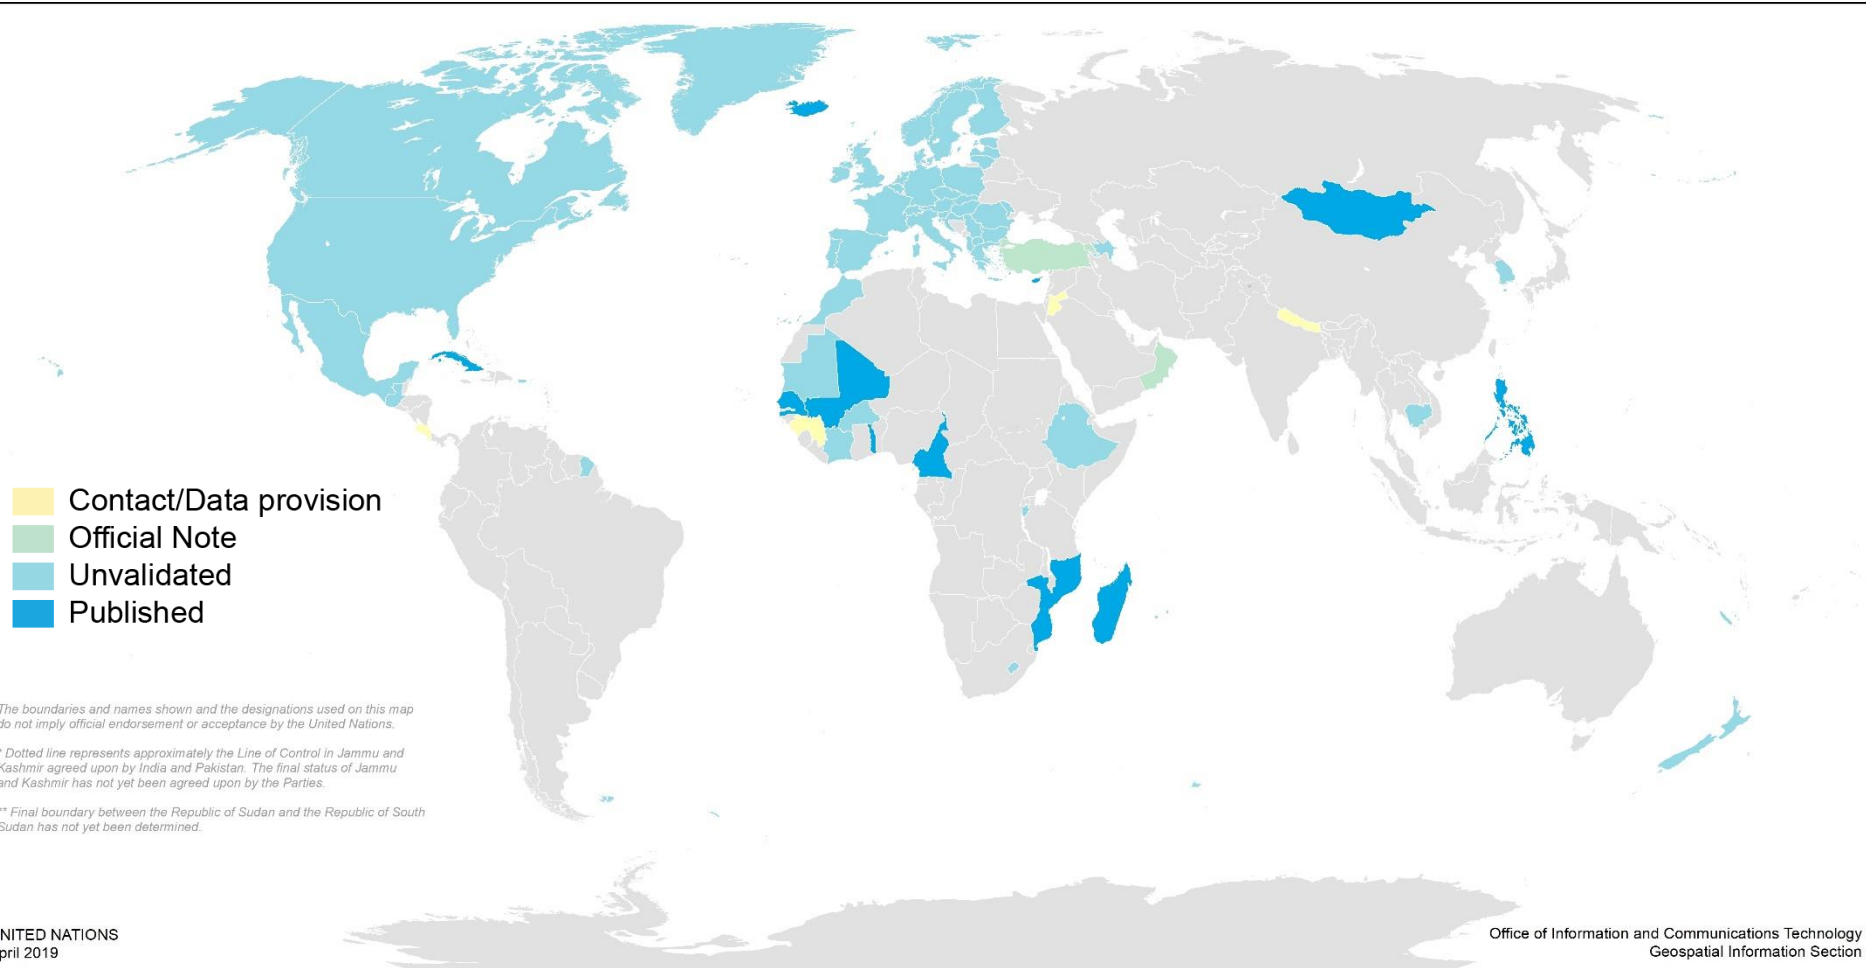 Contact/Data provision
Official Note
Unvalidated
Published
The boundaries and names shown and the designations used on this map
do not imply official endorsement or acceptance by the United Nations.
* Dotted line represents approximately the Line of Control in Jammu and
Kashmir agreed upon by India and Pakistan. The final status of Jammu
and Kashmir has not yet been agreed upon by the Parties.
** Final boundary between the Republic of Sudan and the Republic of South
Sudan has not yet been determined.
NITED NATIONS
pril 2019
Office of Information and Communications Technology
Geospatial Information Section